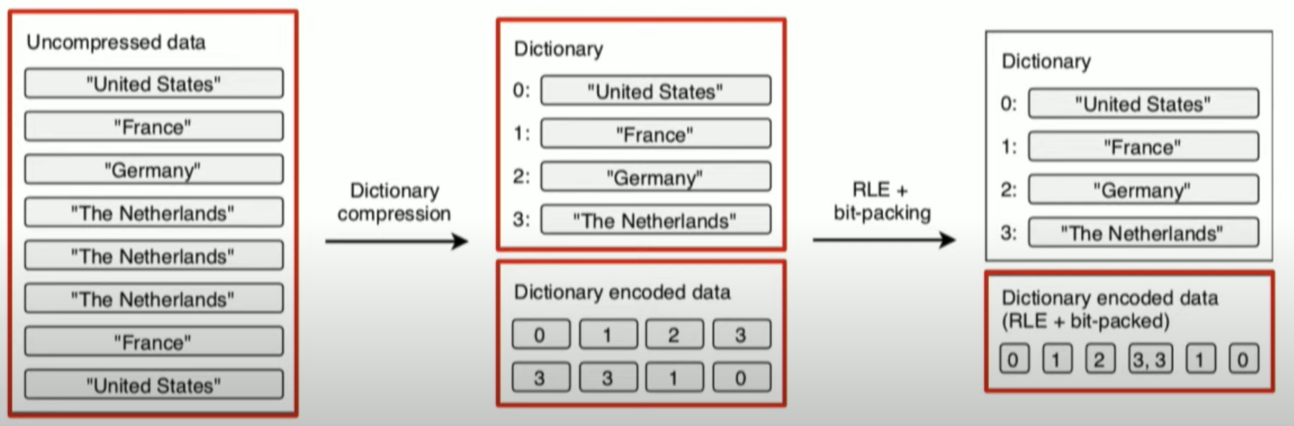 Uncompressed data
"United States"
"France"
"Germany"
"The Netherlands"
"The Netherlands"
"The Netherlands"
"France"
"United States"
Dictionary
compression
Dictionary
0: "United States"
1: "France"
2: "Germany"
3: "The Netherlands"
Dictionary encoded data
0 1 2 3
3 3 1 0
RLE +
bit-packing
Dictionary
0: "United States"
1: "France"
2: "Germany"
3: "The Netherlands"
Dictionary encoded data
(RLE + bit-packed)
0 1 2 3, 3 1 0